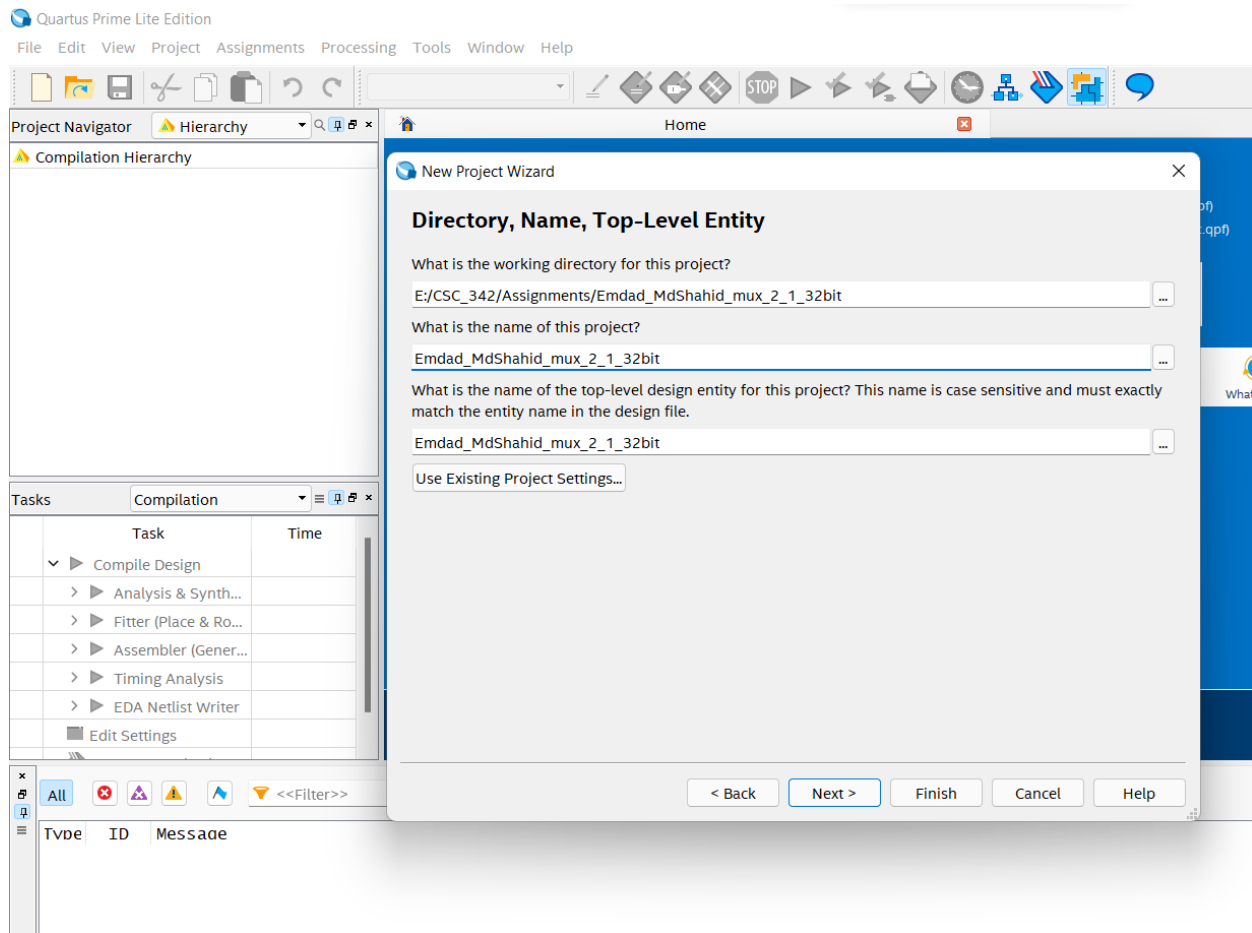 Quartus Prime Lite Edition
File Edit View Project Assignments Processing Tools Window Help
STOP
Project Navigator Hierarchy
Home
Compilation Hierarchy
New Project Wizard
Directory, Name, Top-Level Entity
.qpf)
What is the working directory for this project?
E:/CSC_342/Assignments/Emdad_MdShahid_mux_2_1_32bit ...
What is the name of this project?
Emdad_MdShahid_mux_2_1_32bit ...
What is the name of the top-level design entity for this project? This name is case sensitive and must exactly
match the entity name in the design file.
Emdad_MdShahid_mux_2_1_32bit ...
Use Existing Project Settings...
What
Tasks Compilation
Task Time
Compile Design
Analysis & Synth...
Fitter (Place & Ro...
Assembler (Gener...
Timing Analysis
EDA Netlist Writer
Edit Settings
< Back Next > Finish Cancel Help
All <<Filter>>
Type ID Message